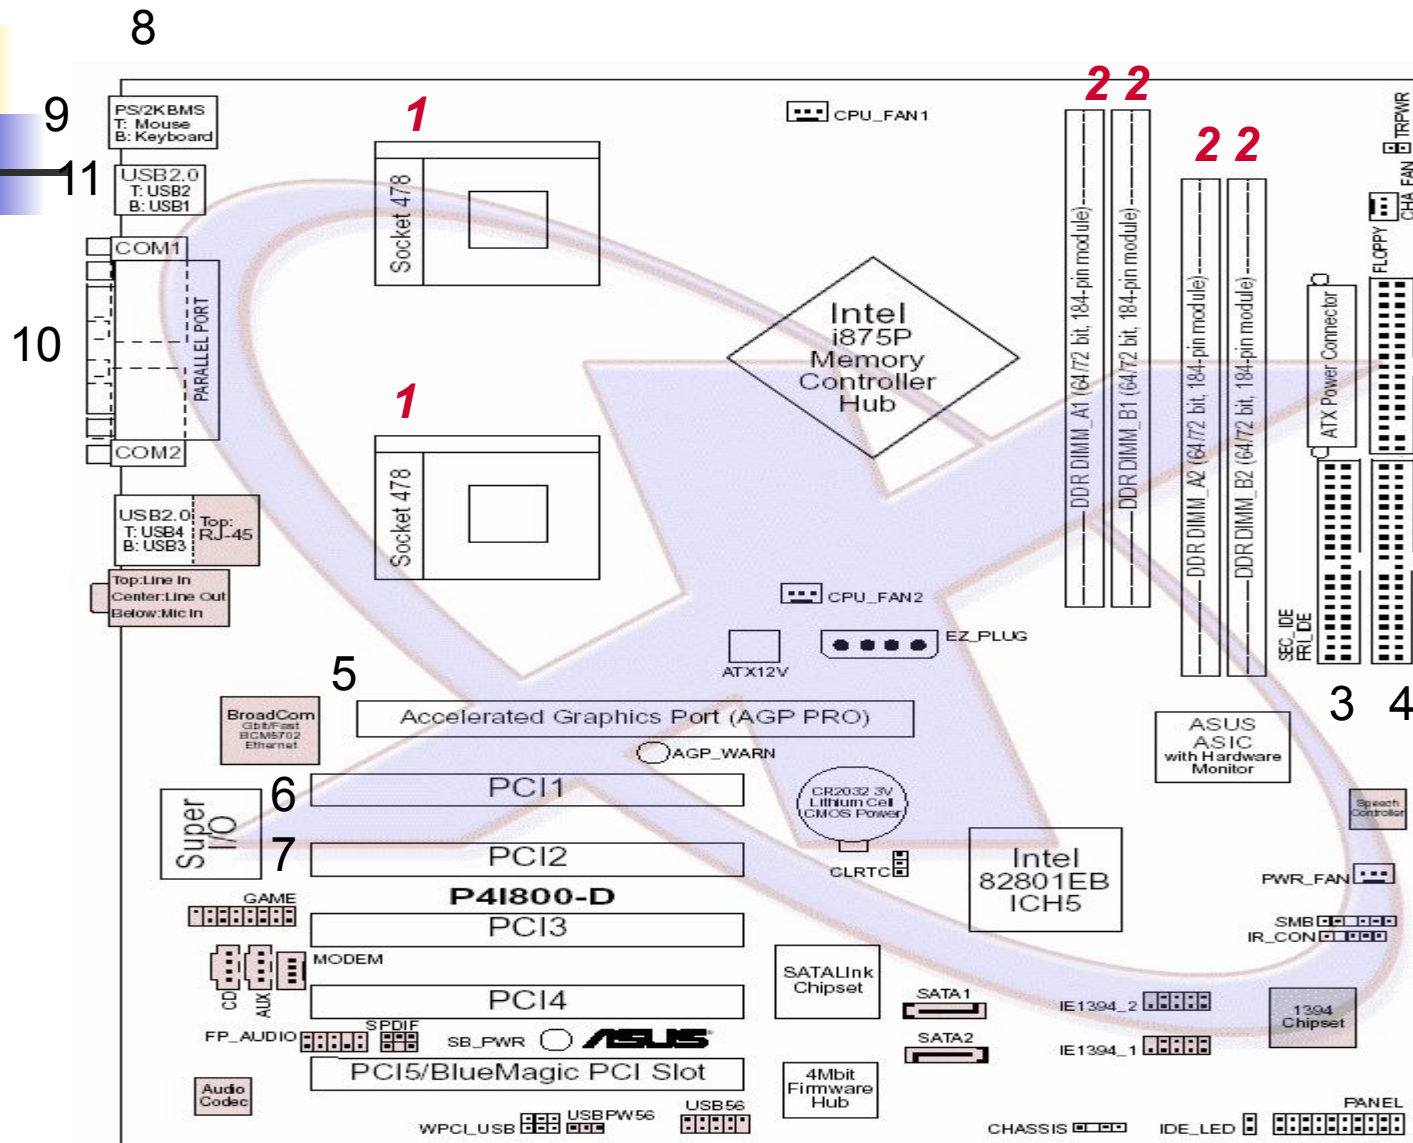 8
9
PS/2KBMS
T: Mouse
B: Keyboard
11
USB2.0
T: USB2
B: USB1
COM1
10
PARALLEL PORT
COM2
USB2.0
T: USB4
B: USB3
Top:
RJ-45
Top:Line In
Center:Line Out
Below:Mic In
1
Socket 478
1
Socket 478
CPU_FAN1
Intel
i875P
Memory
Controller
Hub
2 2
2 2
DDR DIMM_A1 (64/72 bit, 184-pin module)
DDR DIMM_B1 (64/72 bit, 184-pin module)
DDR DIMM_A2 (64/72 bit, 184-pin module)
DDR DIMM_B2 (64/72 bit, 184-pin module)
TRPWR
CHA_FAN
FLOPPY
ATX Power Connector
SEC_IDE
PRI_IDE
3 4
CPU_FAN2
ATX12V
EZ_PLUG
5
BroadCom
Gbit/Fast
BCM5702
Ethernet
Accelerated Graphics Port (AGP PRO)
AGP_WARN
ASUS
ASIC
with Hardware
Monitor
Super
I/O
6
PCI1
CR2032 3V
Lithium Cell
CMOS Power
Speech
Controller
7
PCI2
CLRTC
Intel
82801EB
ICH5
PWR_FAN
P4I800-D
GAME
PCI3
SMB
IR_CON
CD
AUX
MODEM
SATALink
Chipset
PCI4
SATA1
IE1394_2
1394
Chipset
FP_AUDIO
SPDIF
SB_PWR
ASUS
SATA2
IE1394_1
PCI5/BlueMagic PCI Slot
Audio
Codec
4Mbit
Firmware
Hub
WPCI_USB
USBPW56
USB56
CHASSIS
IDE_LED
PANEL